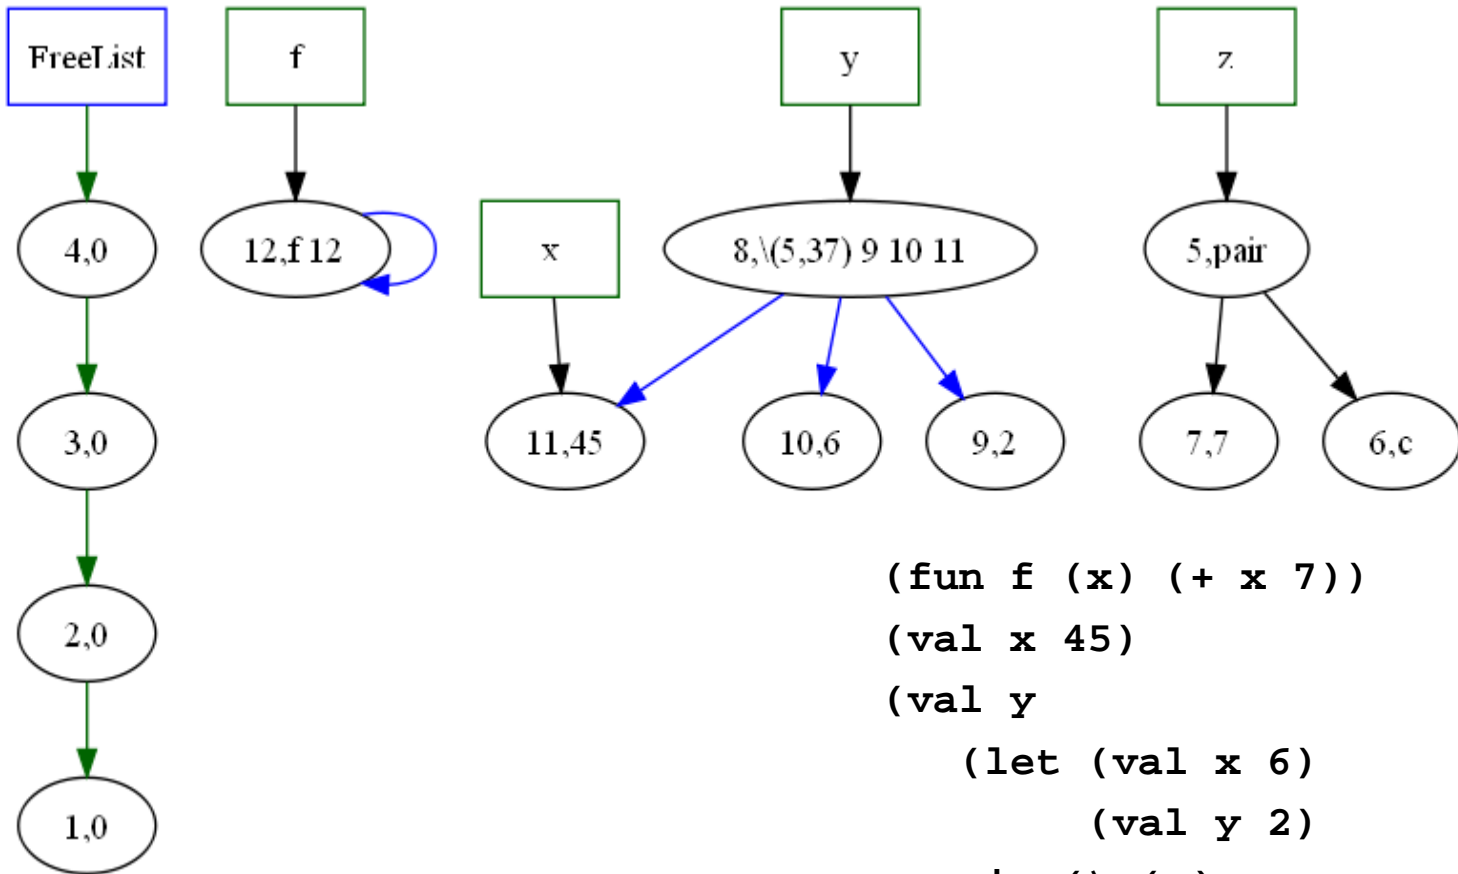 FreeList f y z
4,0 12,f 12 x 8,\(5,37) 9 10 11 5,pair
3,0 11,45 10,6 9,2 7,7 6,c
(fun f (x) (+ x 7))
(val x 45)
2,0
(val y
(let (val x 6)
1,0
(val y 2)